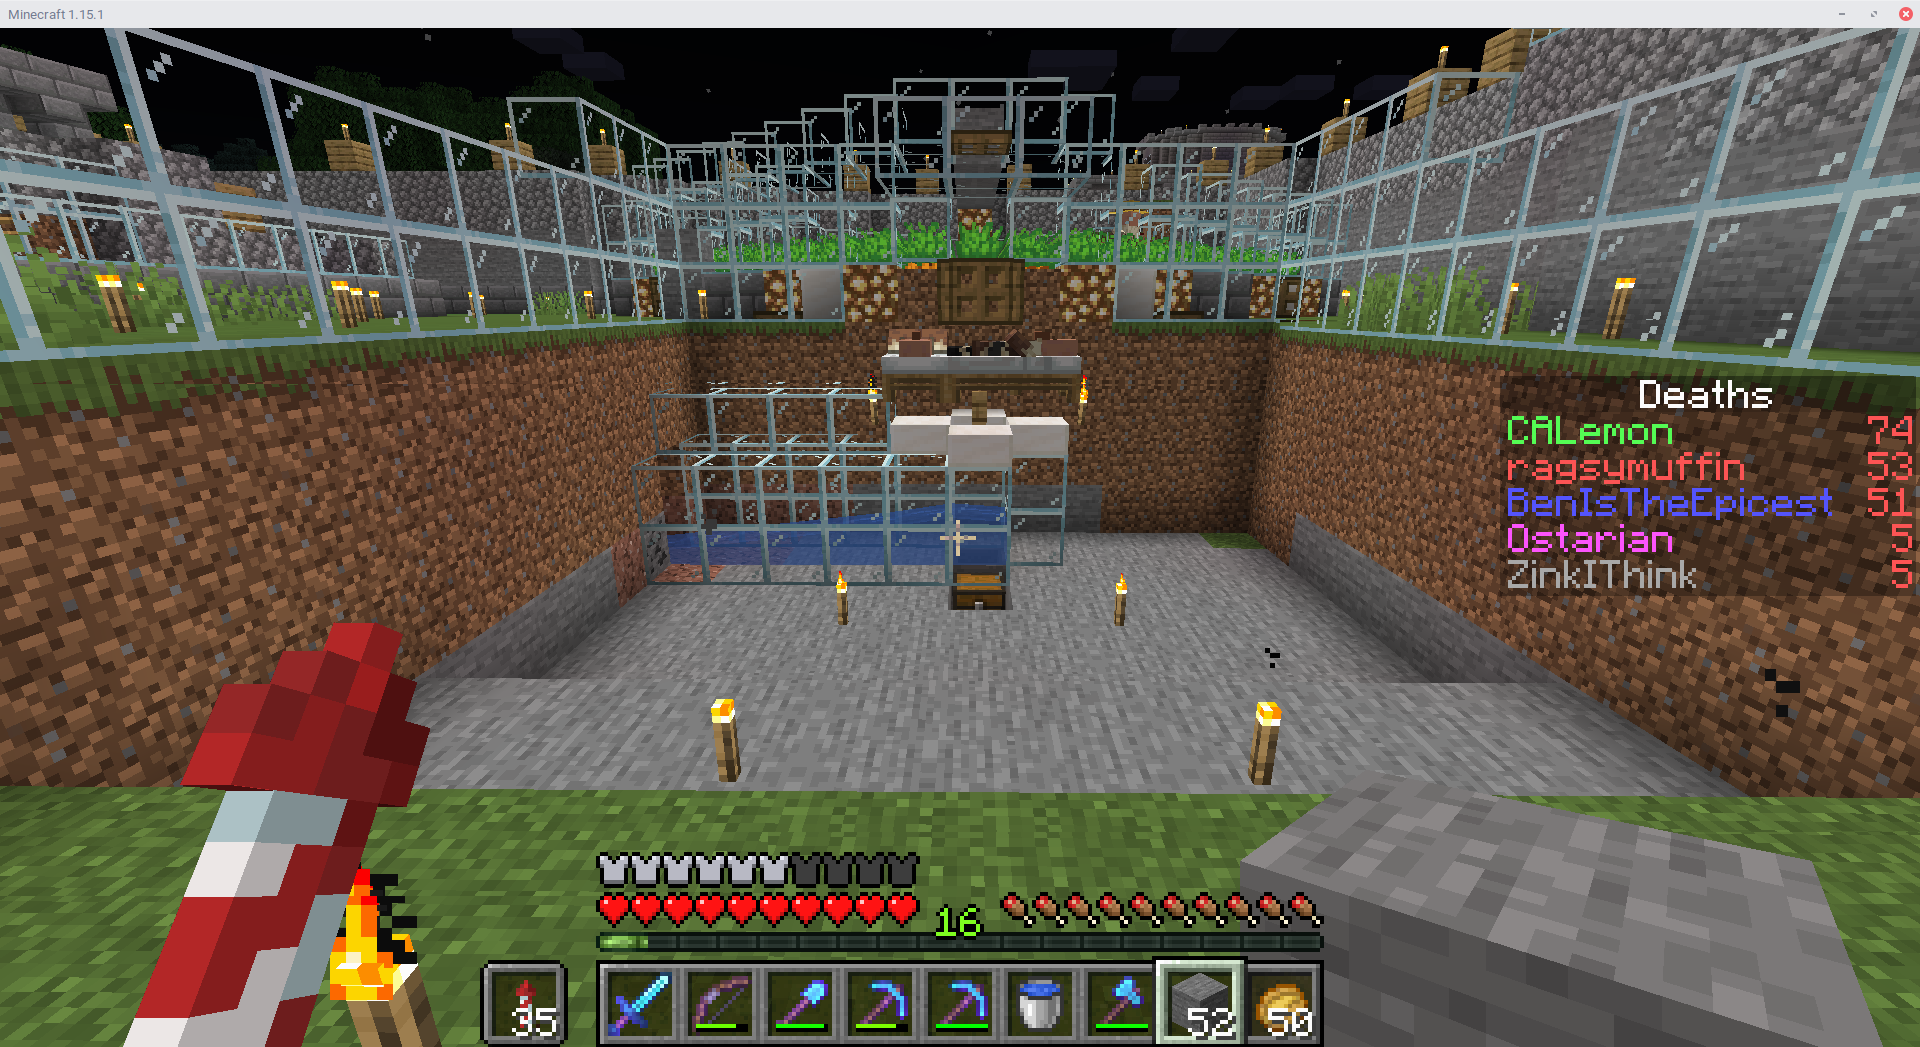 Minecraft 1.15.1
Deaths
CALemon 74
ragsymuffin 53
BenIsTheEpicest 51
Ostarian 5
ZinkIThink 5
16
35 52 50